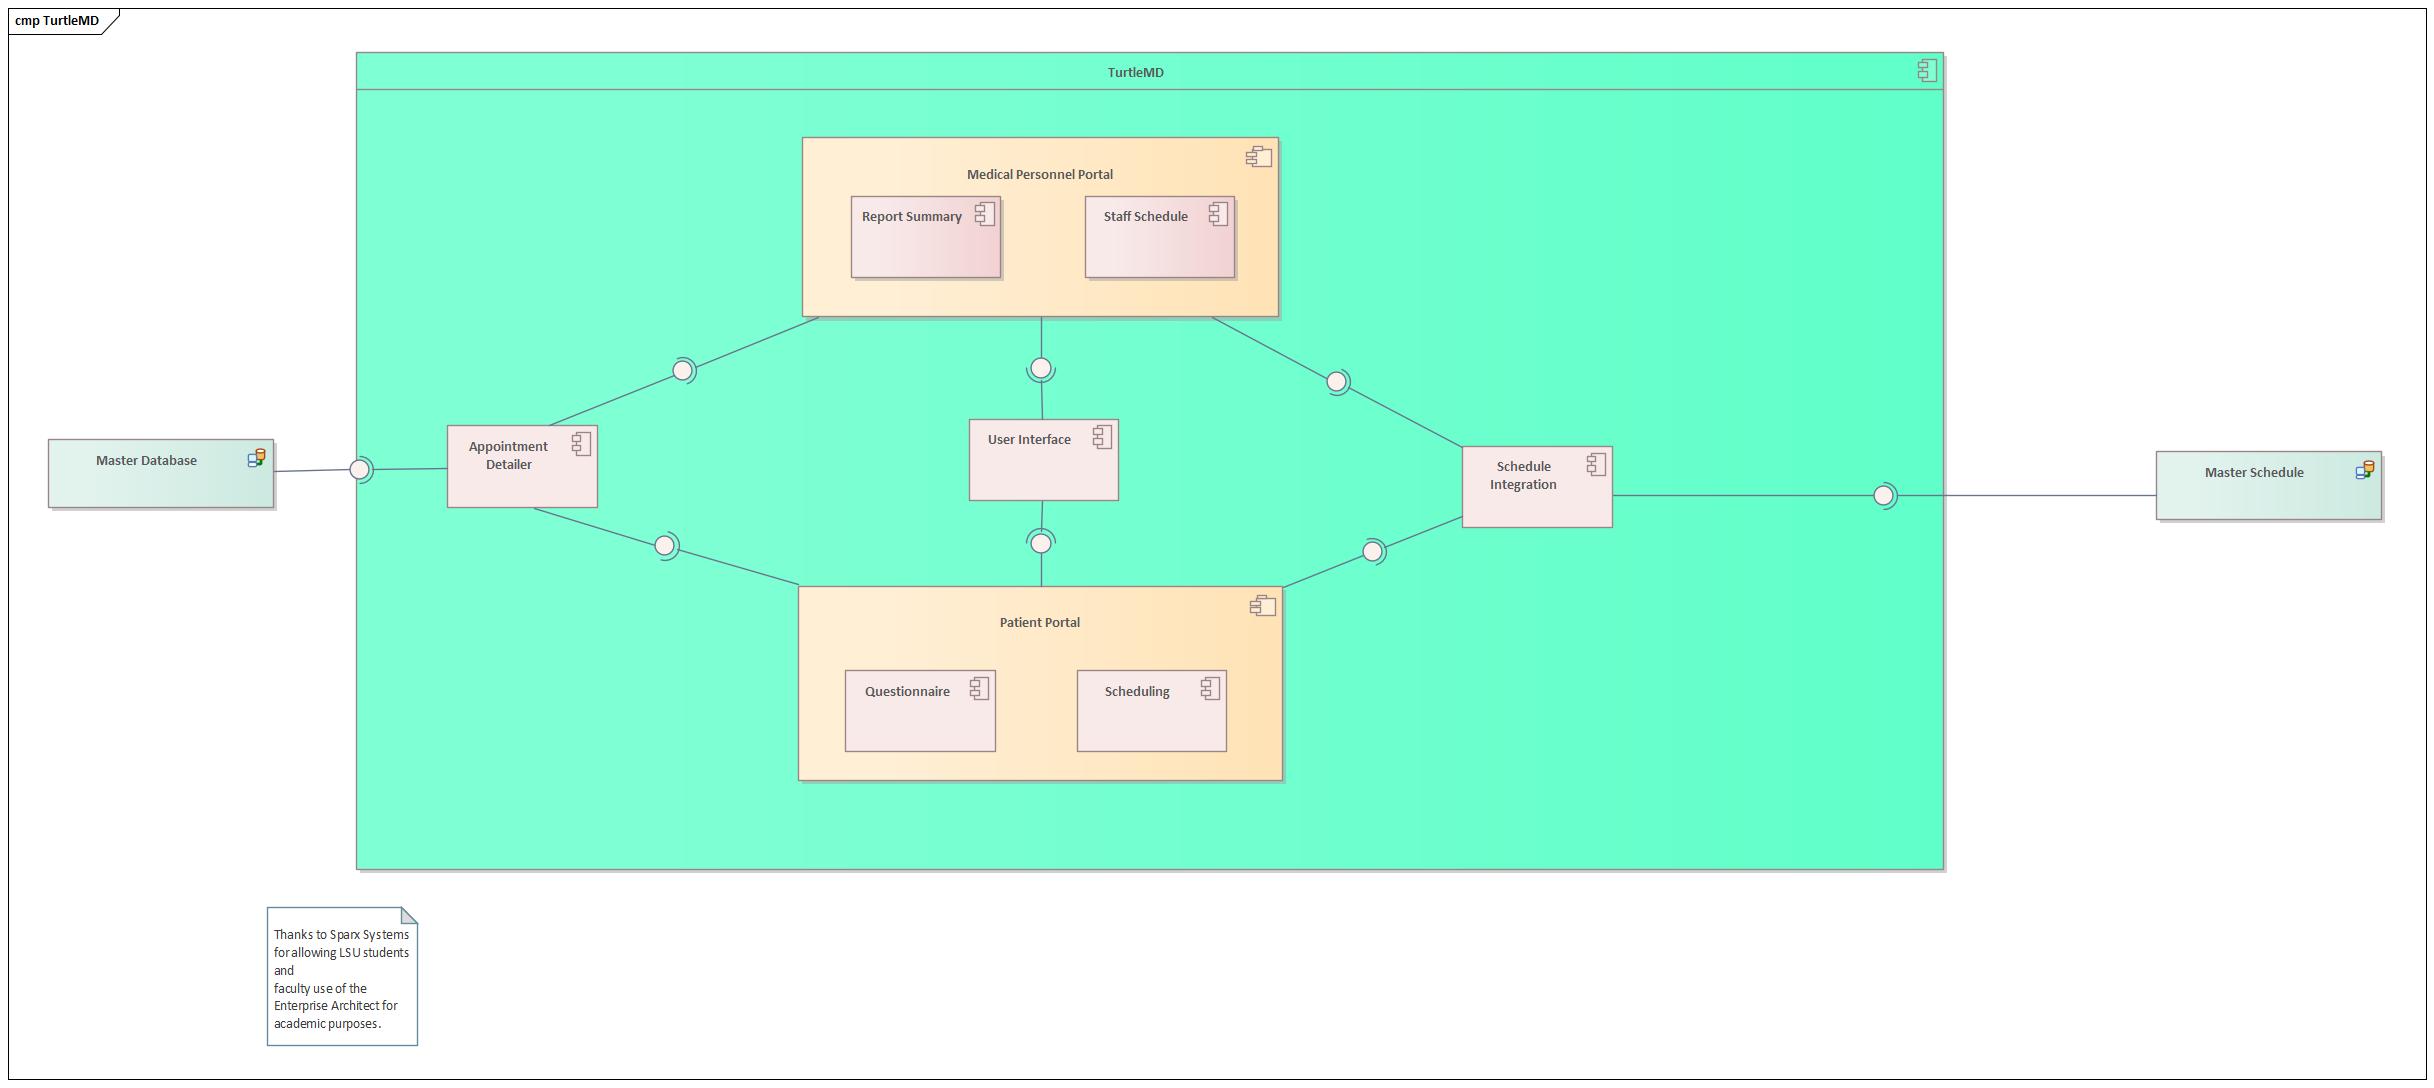 cmp TurtleMD
TurtleMD
Medical Personnel Portal
Report Summary
Staff Schedule
Master Database
Appointment
Detailer
User Interface
Schedule
Integration
Master Schedule
Patient Portal
Questionnaire
Scheduling
Thanks to Sparx Systems
for allowing LSU students
and
faculty use of the
Enterprise Architect for
academic purposes.